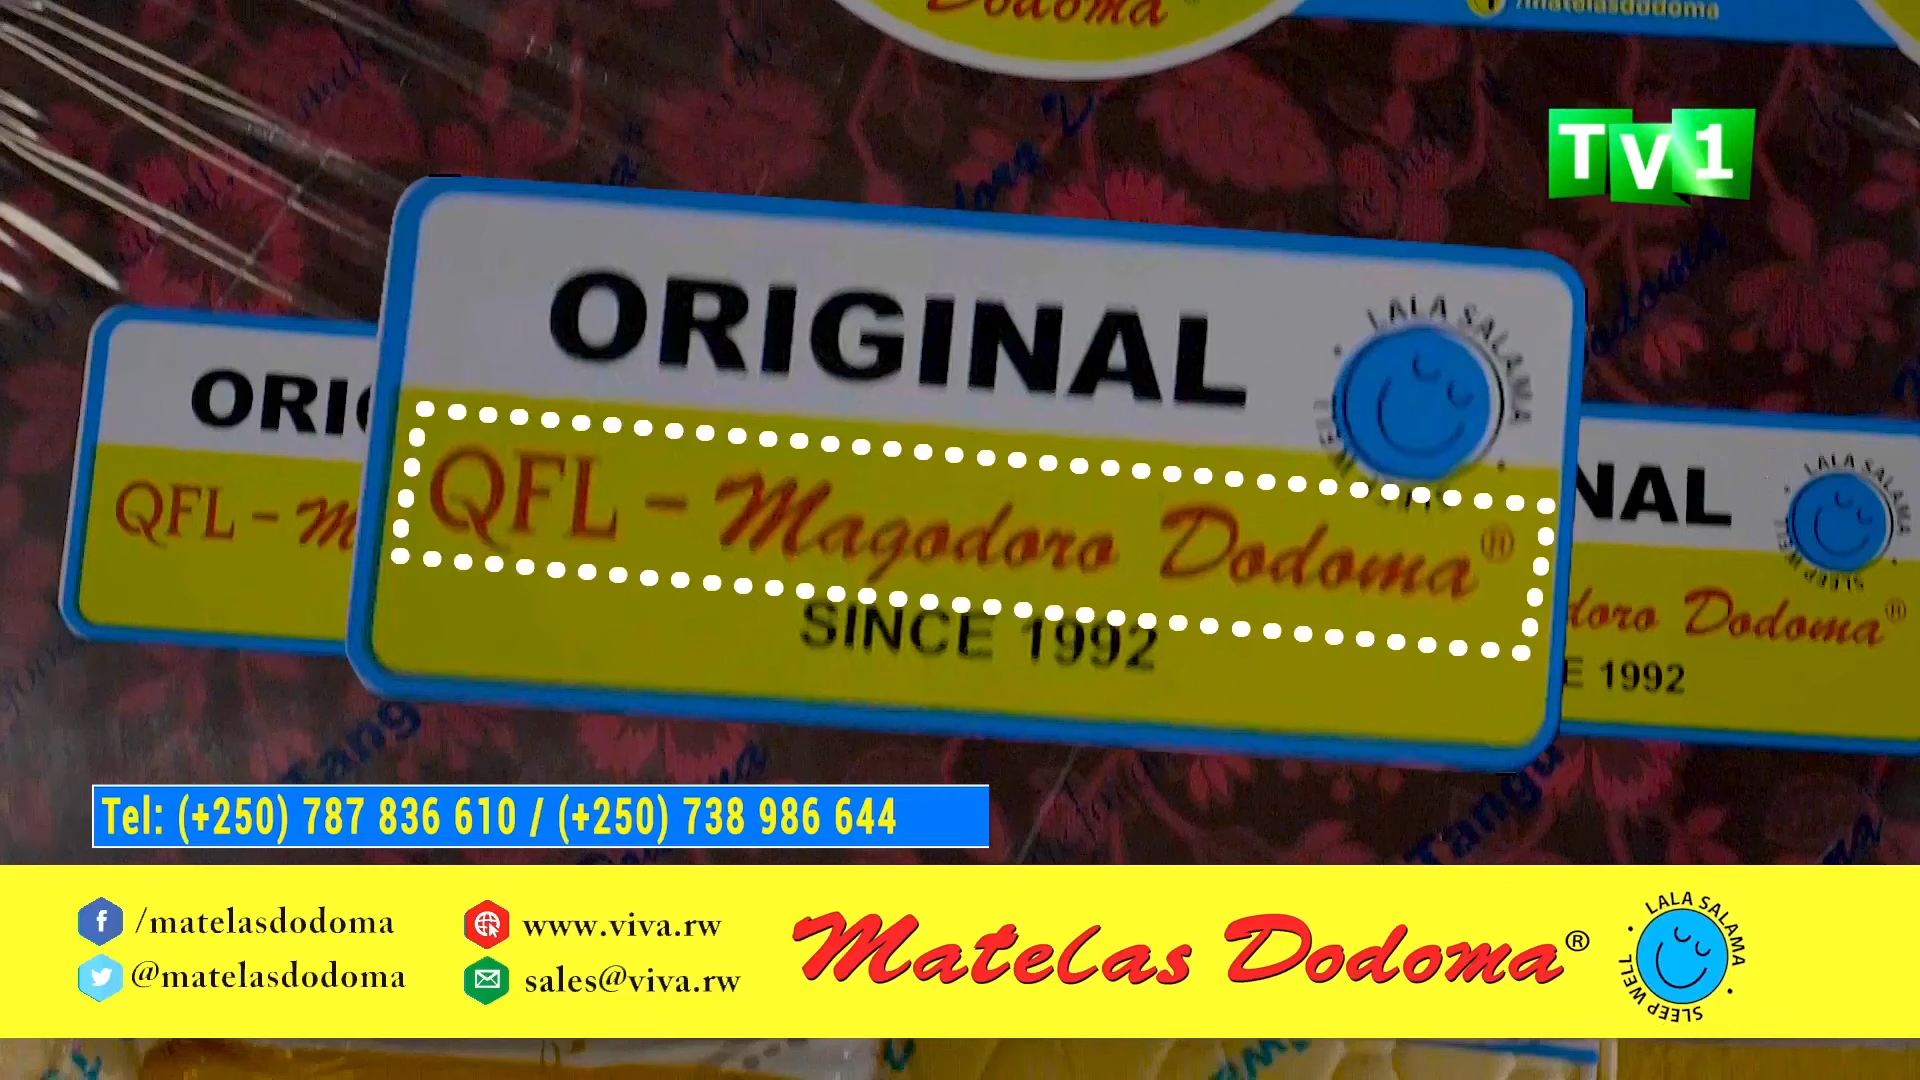 Dodoma
/matelasdodoma
TV1
ORIGINAL
LALA SALAMA
QFL - Magodoro Dodoma®
SINCE 1992
ORI
QFL - M
NAL
LALA SALAMA
SLEEP WELL
doro Dodoma®
E 1992
Tel: (+250) 787 836 610 / (+250) 738 986 644
/matelasdodoma
@matelasdodoma
www.viva.rw
sales@viva.rw
Matelas Dodoma®
LALA SALAMA
SLEEP WELL